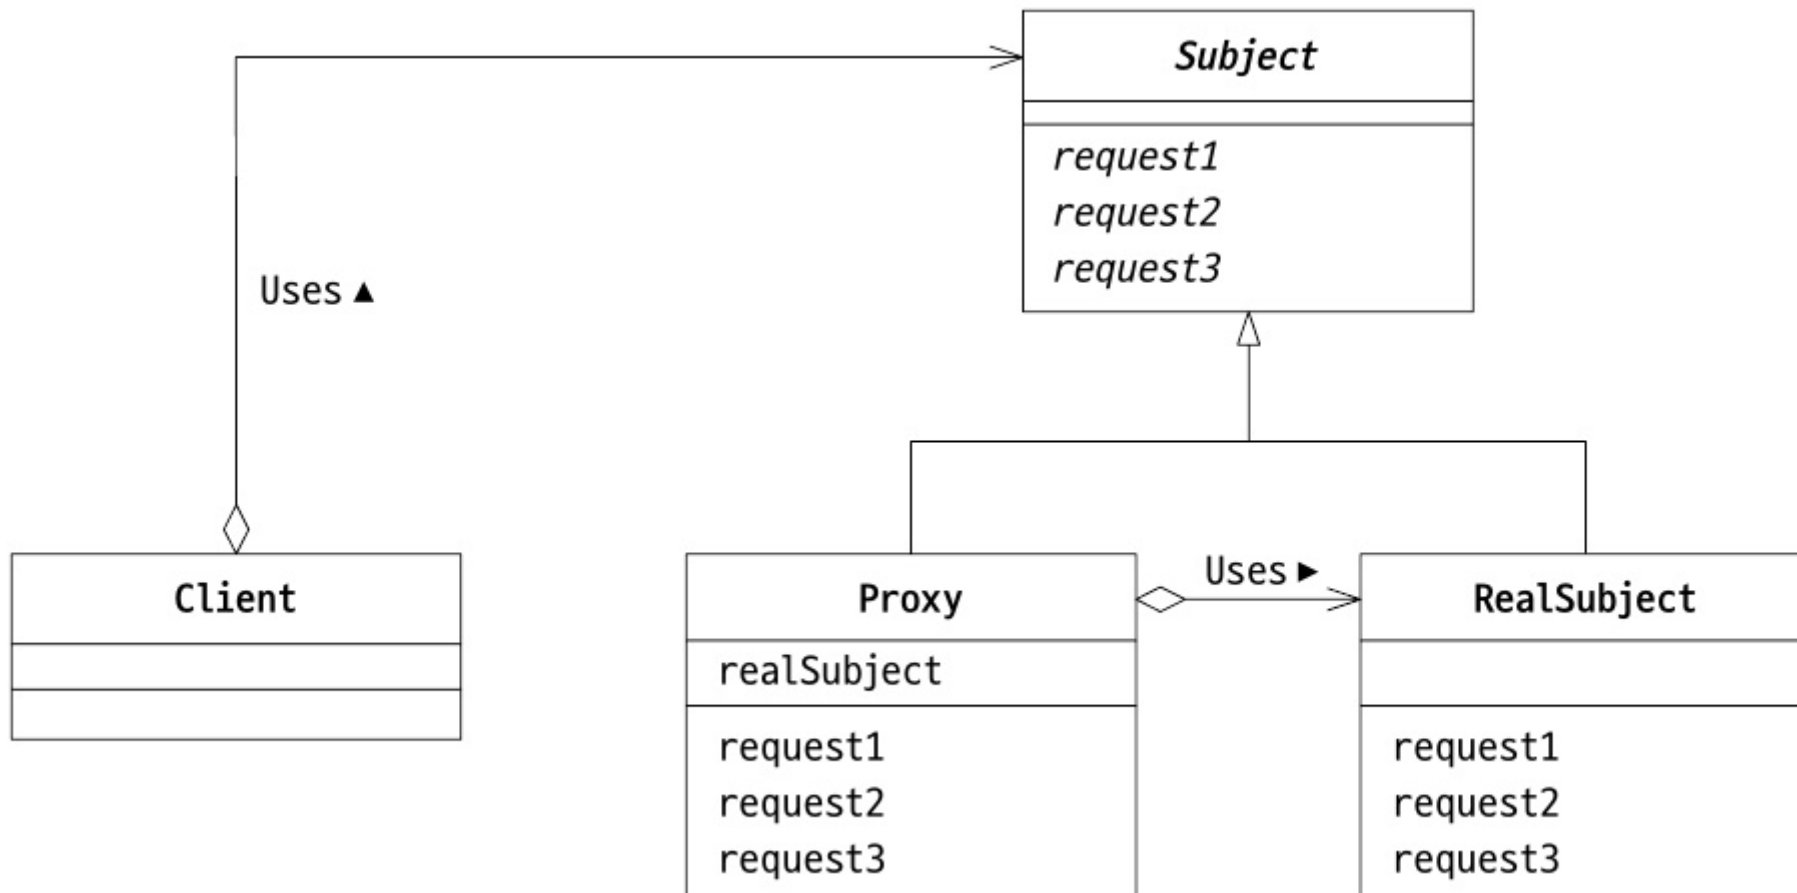 Subject
request1
request2
request3
Uses ▲
Client
Proxy
realSubject
request1
request2
request3
Uses ►
RealSubject
request1
request2
request3